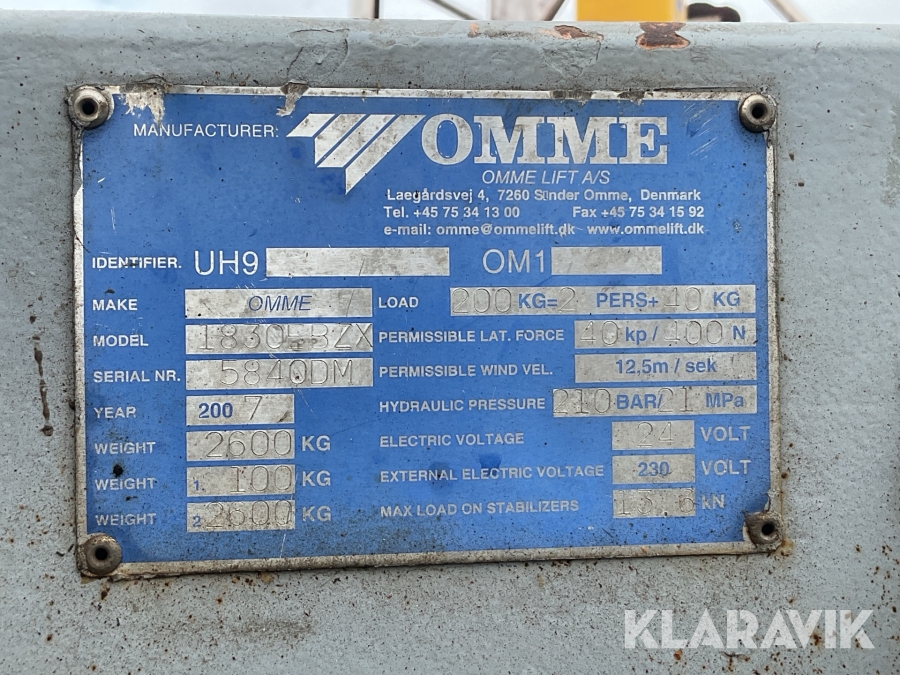 MANUFACTURER: OMME
OMME LIFT A/S
Laegårdsvej 4, 7260 Sønder Omme, Denmark
Tel. +45 75 34 13 00 Fax +45 75 34 15 92
e-mail: omme@ommelift.dk www.ommelift.dk
IDENTIFIER. UH9 OM1
MAKE OMME LOAD 200 KG=2 PERS+ 40 KG
MODEL 1830EBZX PERMISSIBLE LAT. FORCE 40 kp/400 N
SERIAL NR. 5840DM PERMISSIBLE WIND VEL. 12,5m / sek
YEAR 2007 HYDRAULIC PRESSURE 210 BAR/21 MPa
WEIGHT 2600 KG ELECTRIC VOLTAGE 24 VOLT
WEIGHT 1. 100 KG EXTERNAL ELECTRIC VOLTAGE 230 VOLT
WEIGHT 2. 2600 KG MAX LOAD ON STABILIZERS kN
KLARAVIK